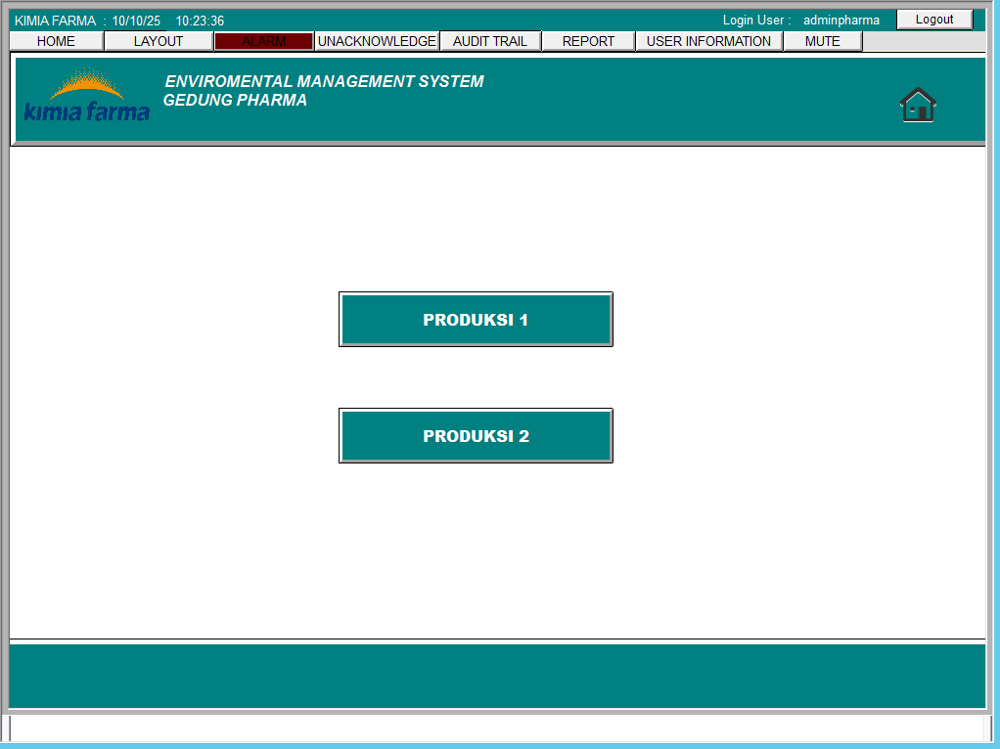 KIMIA FARMA : 10/10/25 10:23:36 Login User : adminpharma Logout
HOME LAYOUT ALARM UNACKNOWLEDGE AUDIT TRAIL REPORT USER INFORMATION MUTE
kimia farma
ENVIROMENTAL MANAGEMENT SYSTEM
GEDUNG PHARMA
PRODUKSI 1
PRODUKSI 2